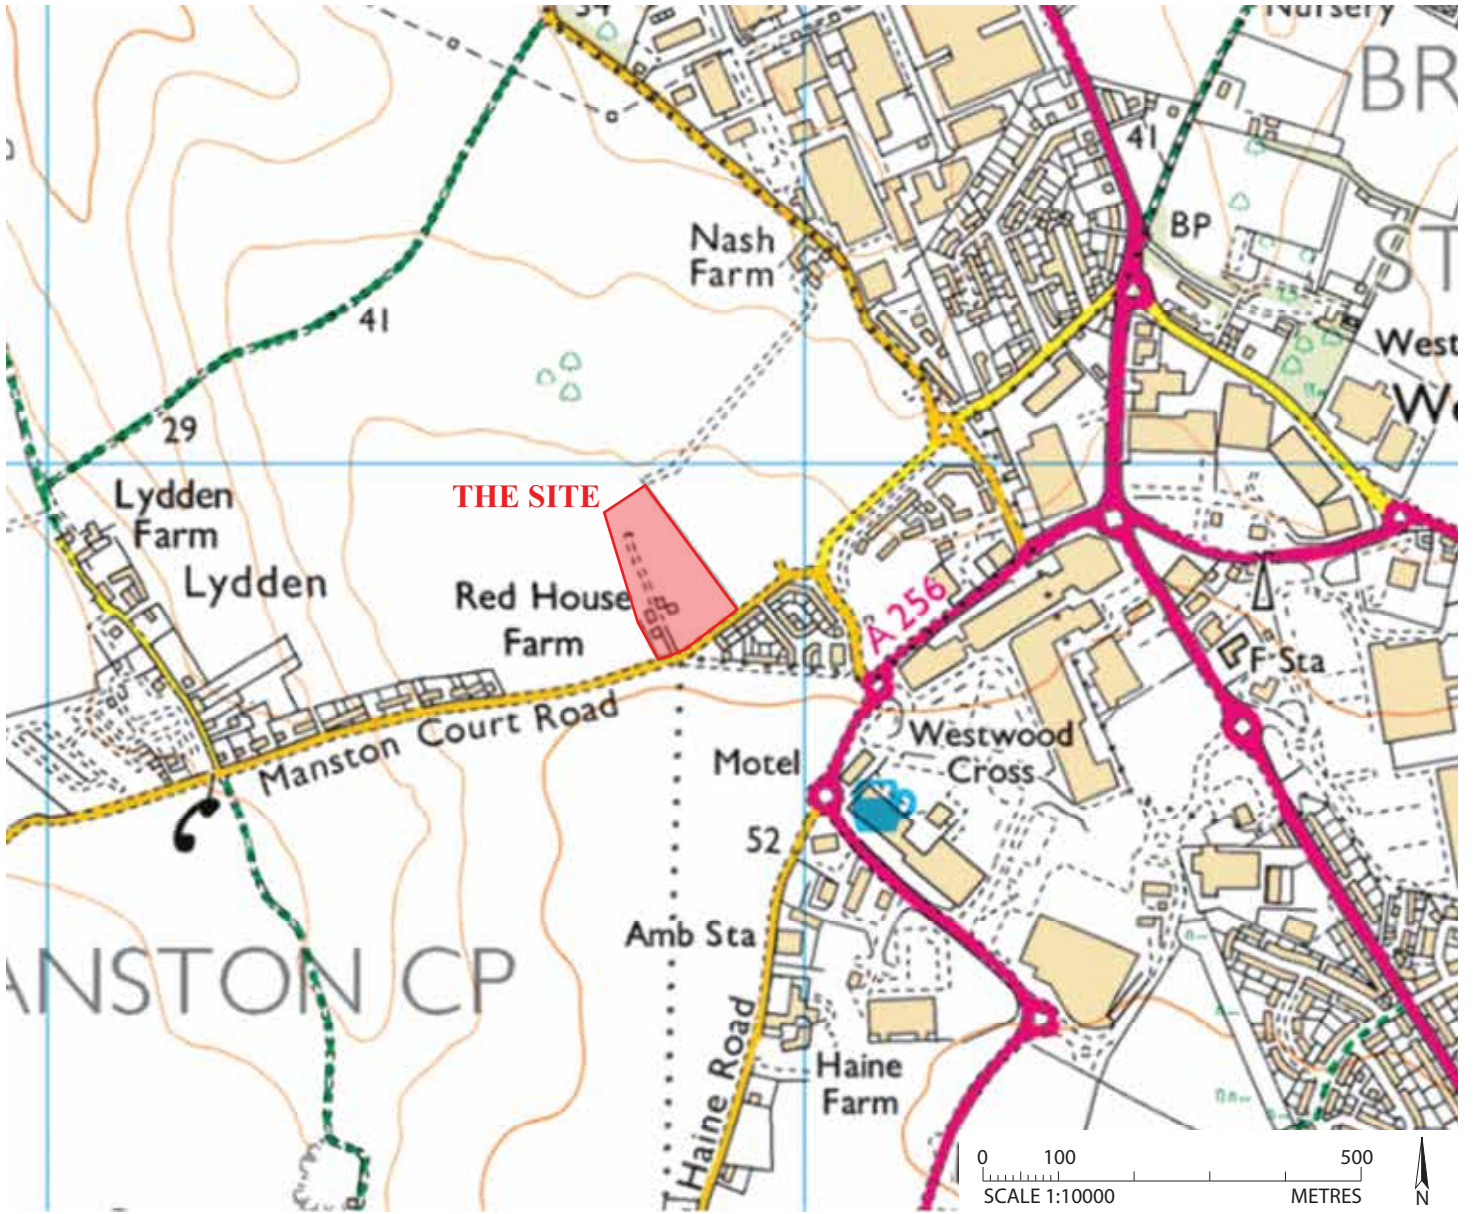 34
Nursery
BR
41
BP
ST
Nash
Farm
41
West
We
29
THE SITE
Lydden
Farm
Lydden
Red House
Farm
A 256
F Sta
Manston Court Road
Motel
Westwood
Cross
52
Amb Sta
ANSTON CP
Haine Road
Haine
Farm
0 100 500
SCALE 1:10000 METRES
N